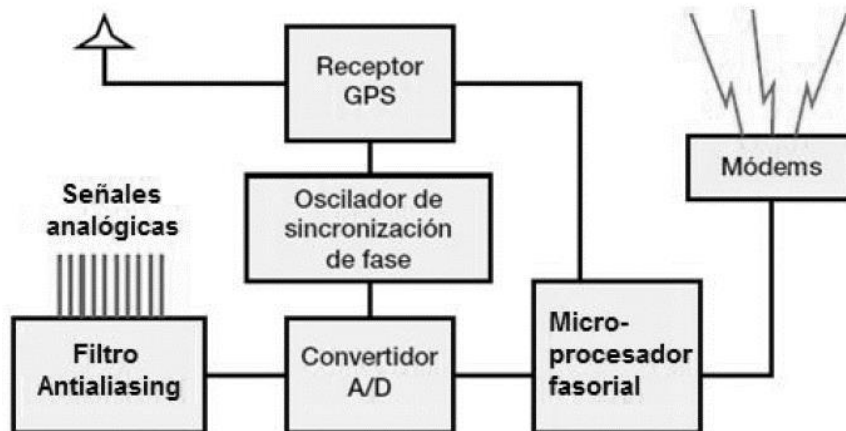 Receptor
GPS
Módems
Señales
analógicas
Oscilador de
sincronización
de fase
Filtro
Antialiasing
Convertidor
A/D
Micro-
procesador
fasorial